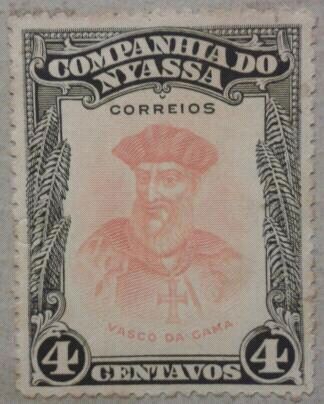 COMPANHIA DO
NYASSA
CORREIOS
VASCO DA GAMA
4 CENTAVOS 4